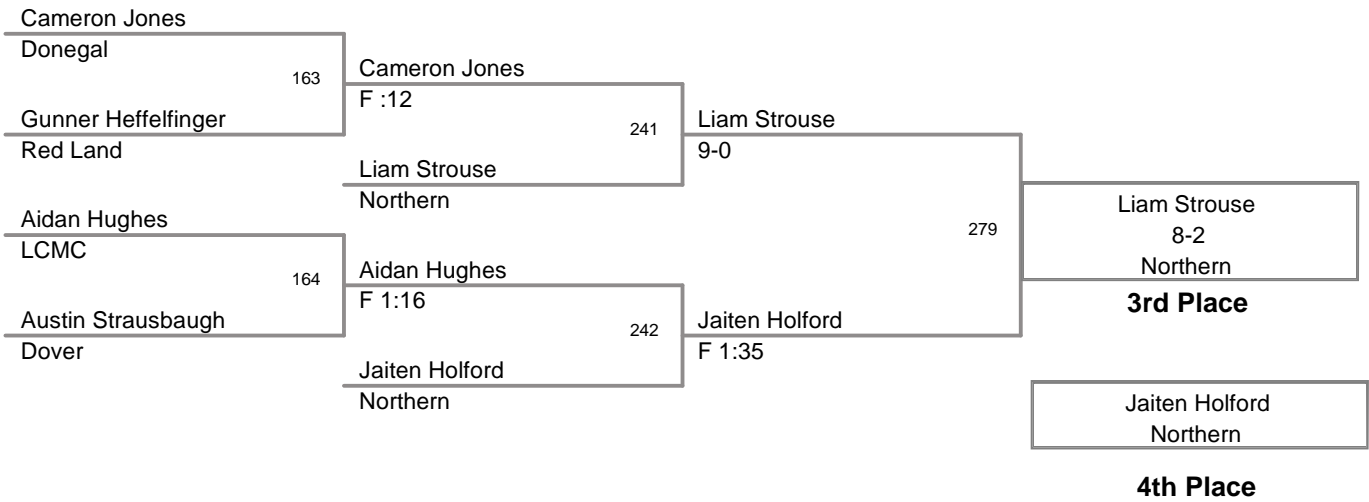 Cameron Jones
Donegal
163
Cameron Jones
F :12
Gunner Heffelfinger
Red Land
241
Liam Strouse
9-0
Liam Strouse
Northern
Aidan Hughes
LCMC
164
Aidan Hughes
F 1:16
Austin Strausbaugh
Dover
242
Jaiten Holford
F 1:35
Jaiten Holford
Northern
279
Liam Strouse
8-2
Northern
3rd Place
Jaiten Holford
Northern
4th Place